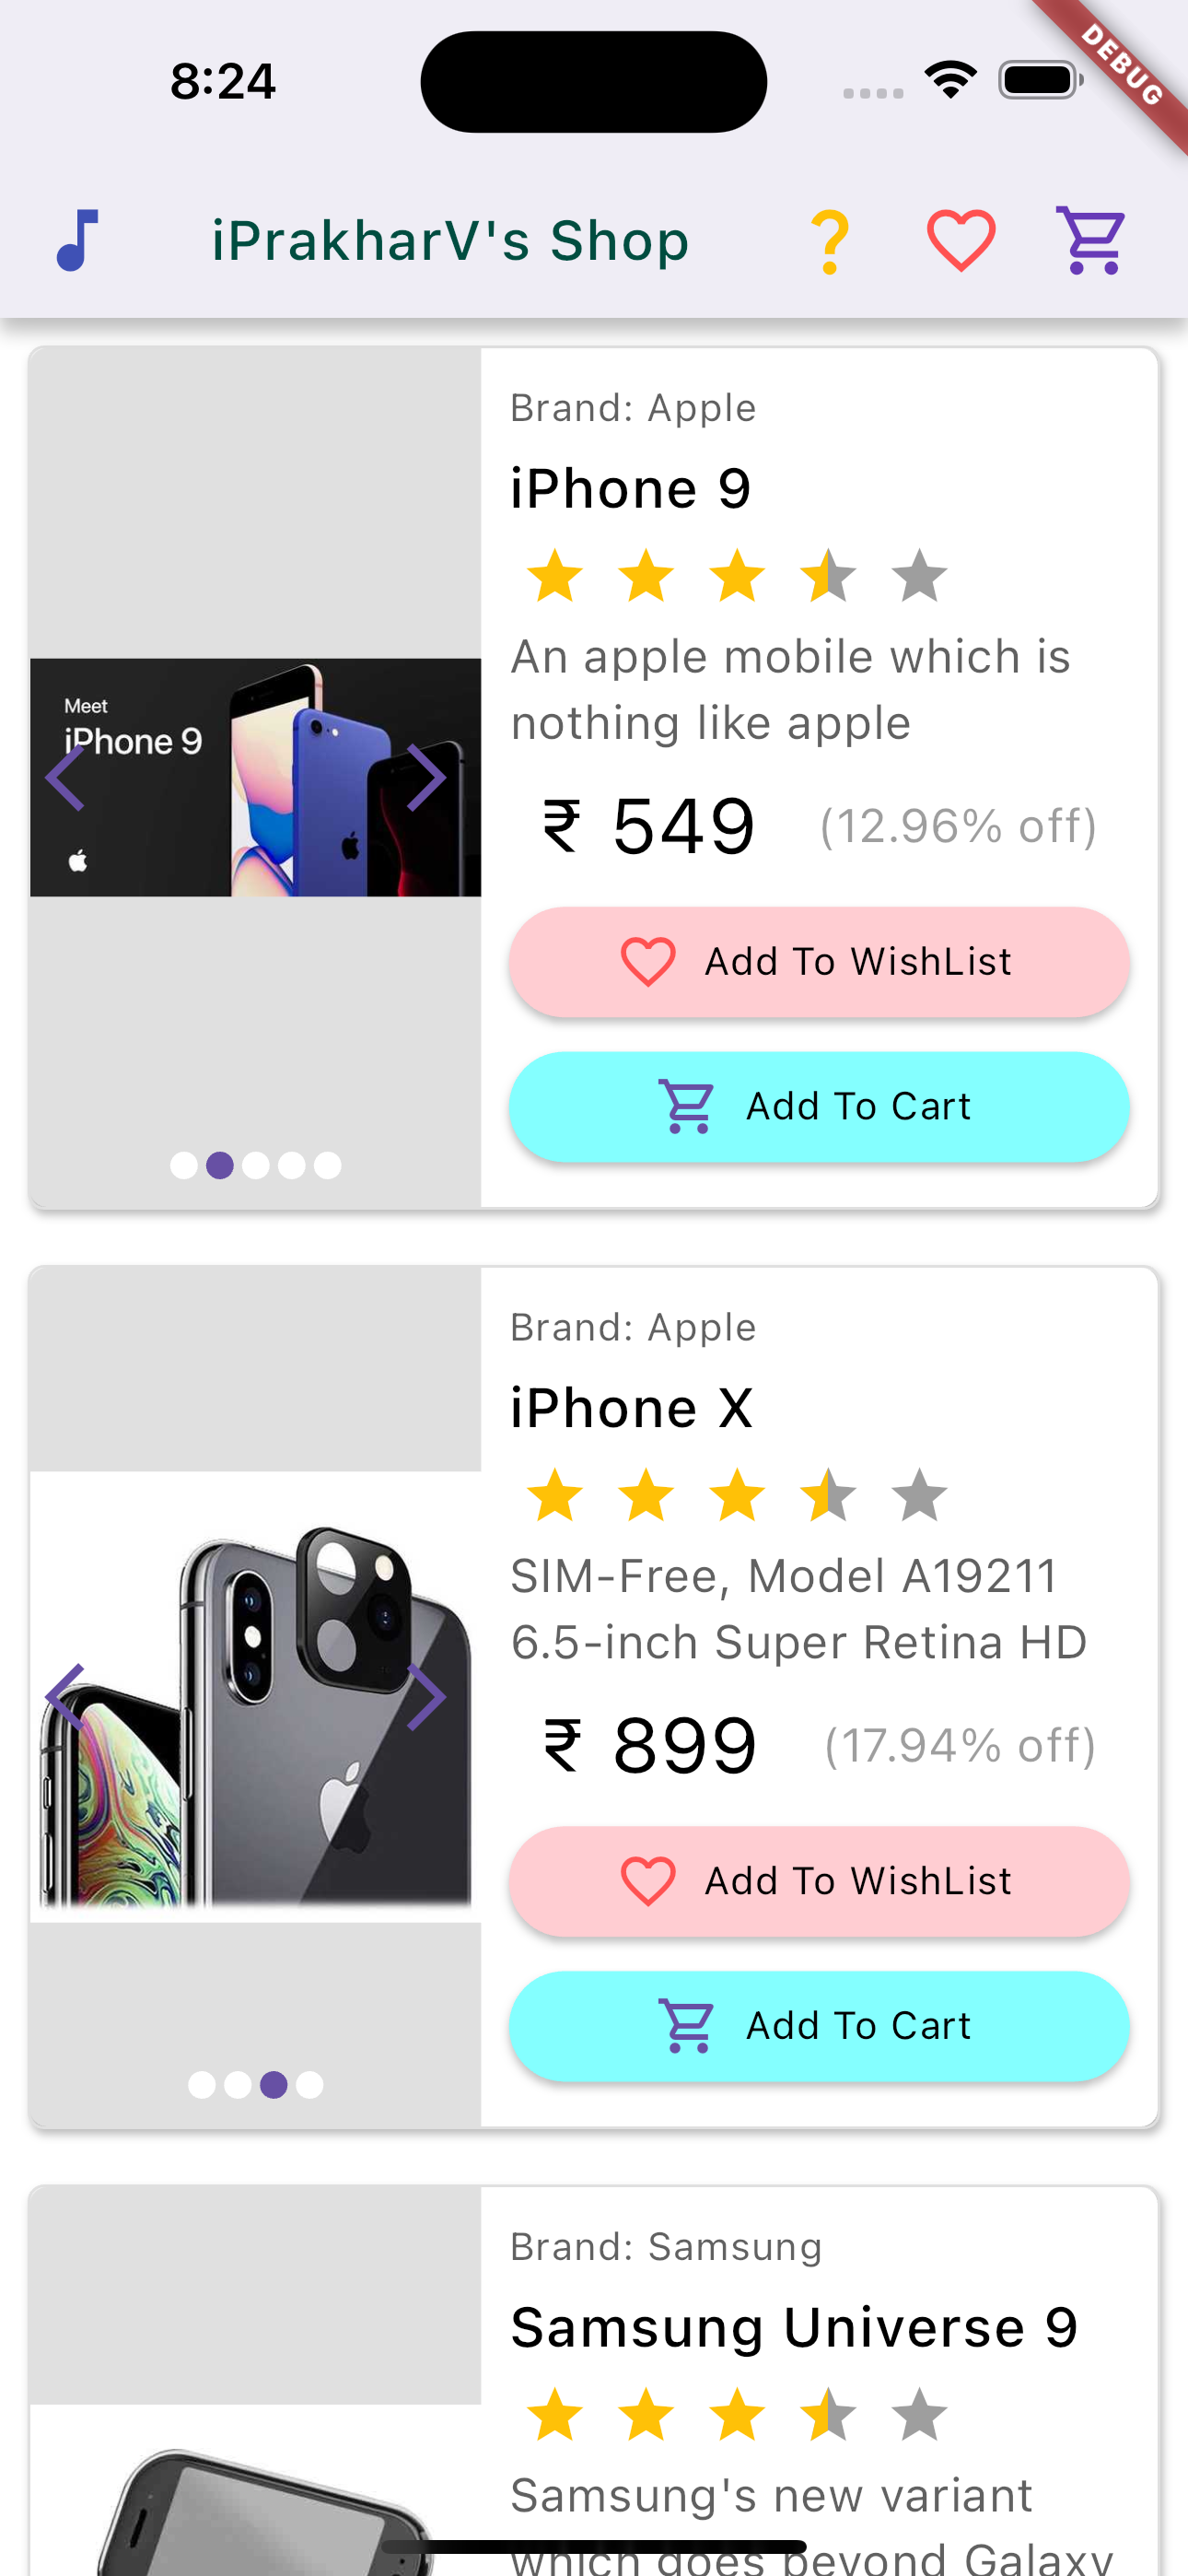 8:24
DEBUG
iPrakharV's Shop
?
Brand: Apple
iPhone 9
An apple mobile which is
nothing like apple
₹ 549 (12.96% off)
Add To WishList
Add To Cart
Meet
iPhone 9
Brand: Apple
iPhone X
SIM-Free, Model A19211
6.5-inch Super Retina HD
₹ 899 (17.94% off)
Add To WishList
Add To Cart
Brand: Samsung
Samsung Universe 9
Samsung's new variant
which goes beyond Galaxy